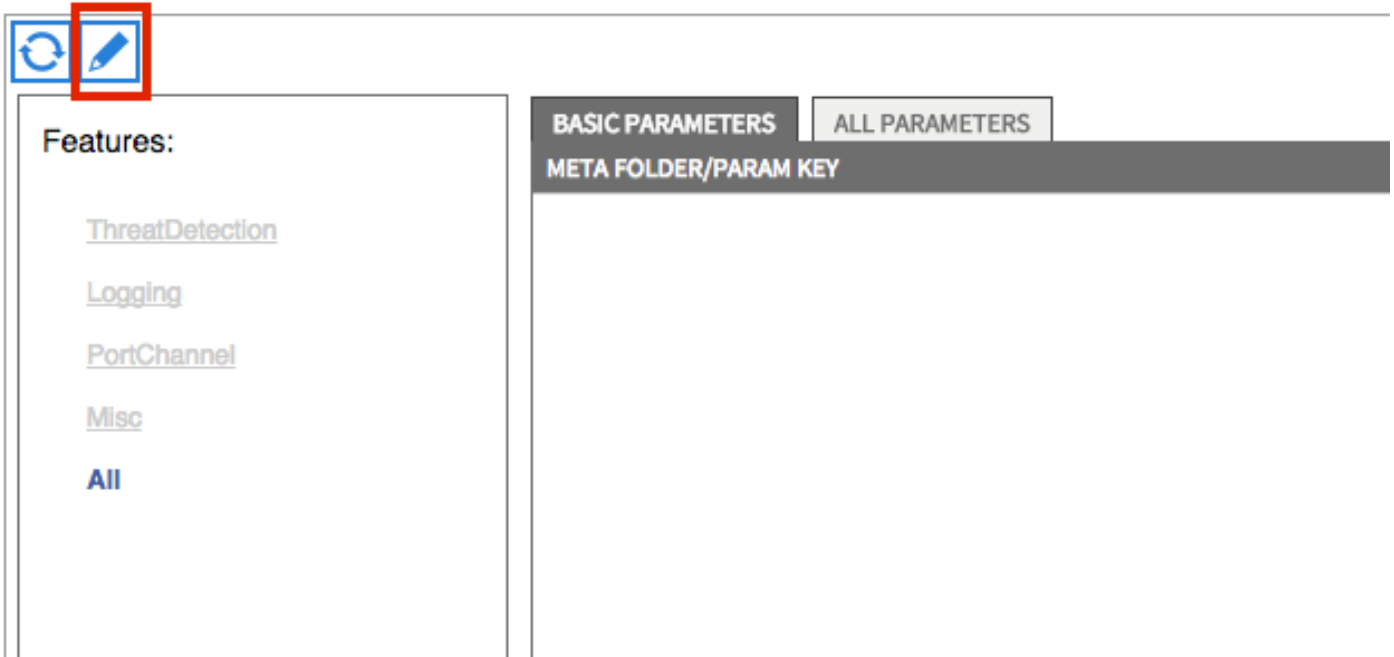 Features:
ThreatDetection
Logging
PortChannel
Misc
All
BASIC PARAMETERS
ALL PARAMETERS
META FOLDER/PARAM KEY